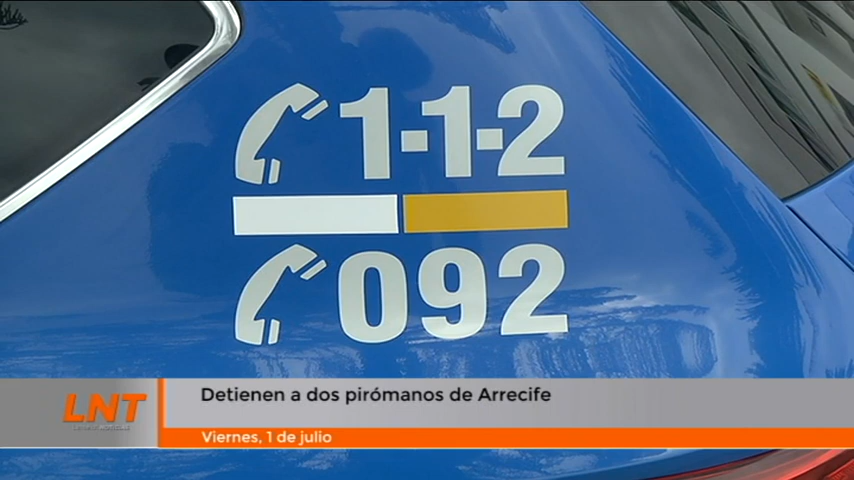 1-1-2
092
LNT
Detienen a dos pirómanos de Arrecife
Viernes, 1 de julio